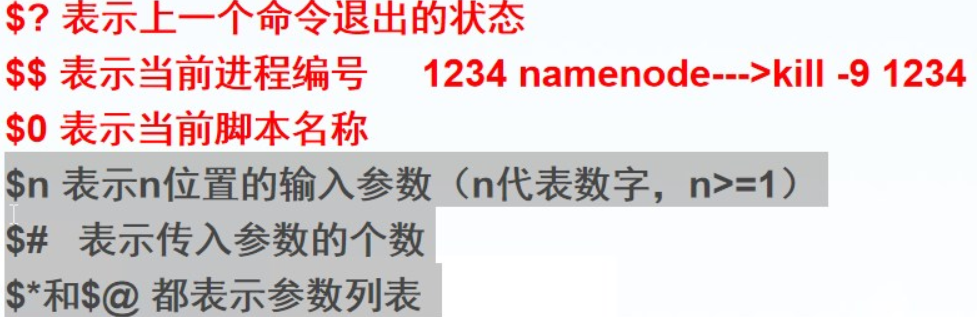 $? 表示上一个命令退出的状态
$$ 表示当前进程编号 1234 namenode--->kill -9 1234
$0 表示当前脚本名称
$n 表示n位置的输入参数（n代表数字，n>=1）
$# 表示传入参数的个数
$*和$@ 都表示参数列表